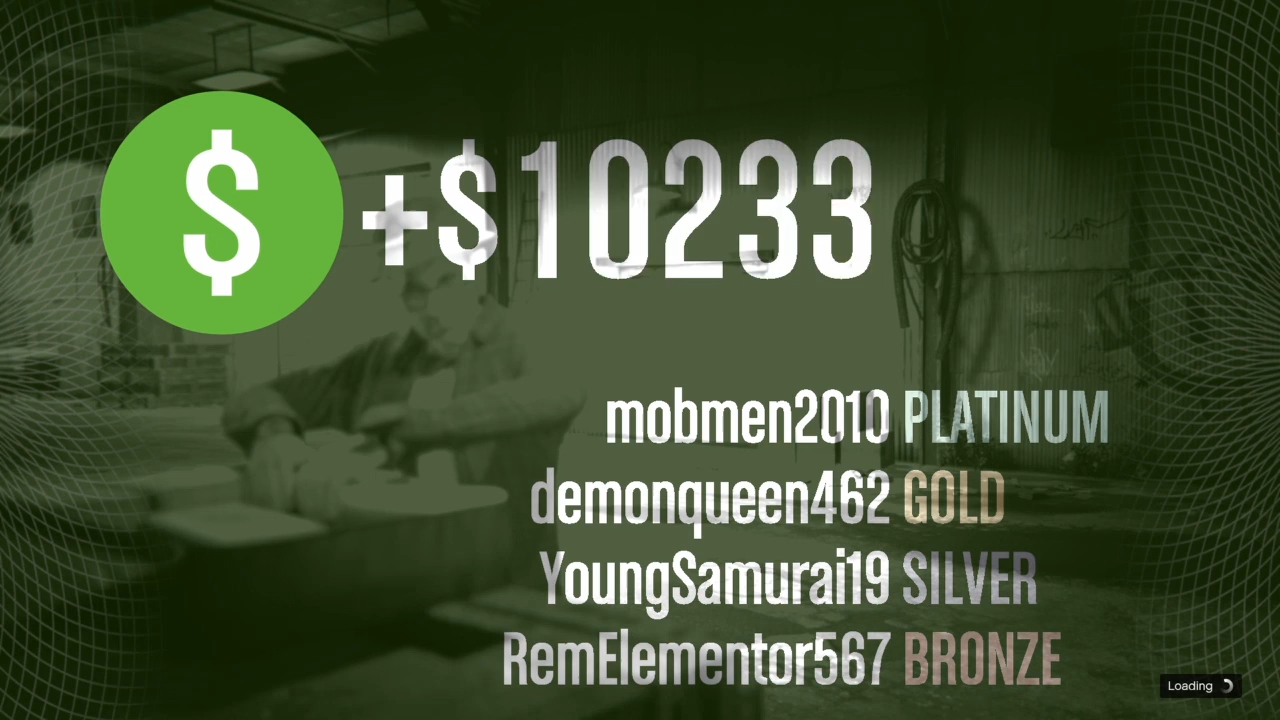 $ +$10233
mobmen2010 PLATINUM
demonqueen462 GOLD
YoungSamurai19 SILVER
RemElementor567 BRONZE
Loading